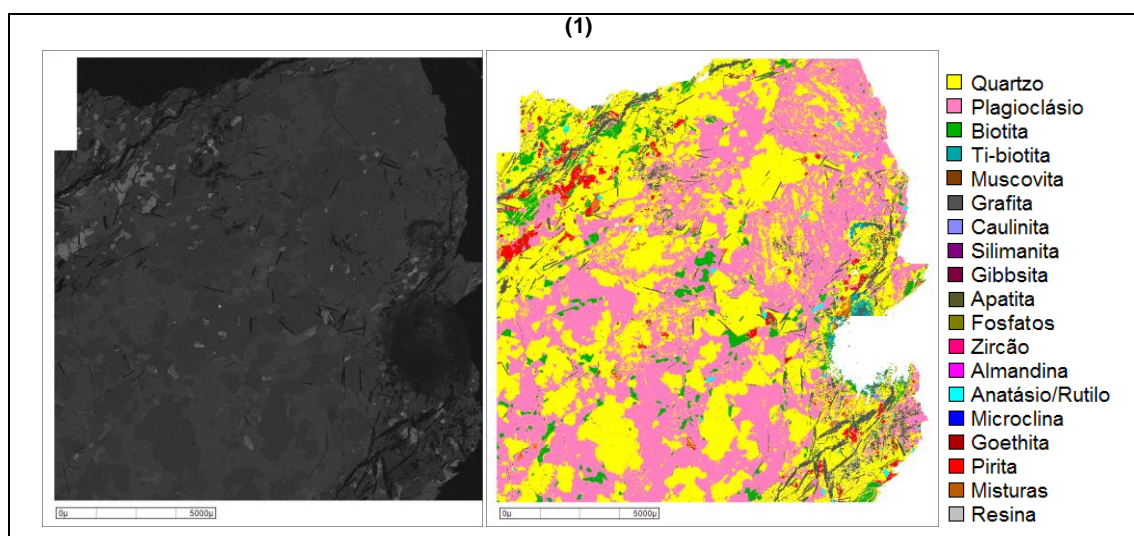 (1)
Quartzo
Plagioclásio
Biotita
Ti-biotita
Muscovita
Grafita
Caulinita
Silimanita
Gibbsita
Apatita
Fosfatos
Zircão
Almandina
Anatásio/Rutilo
Microclina
Goethita
Pirita
Misturas
Resina
0µ 5000µ
0µ 5000µ